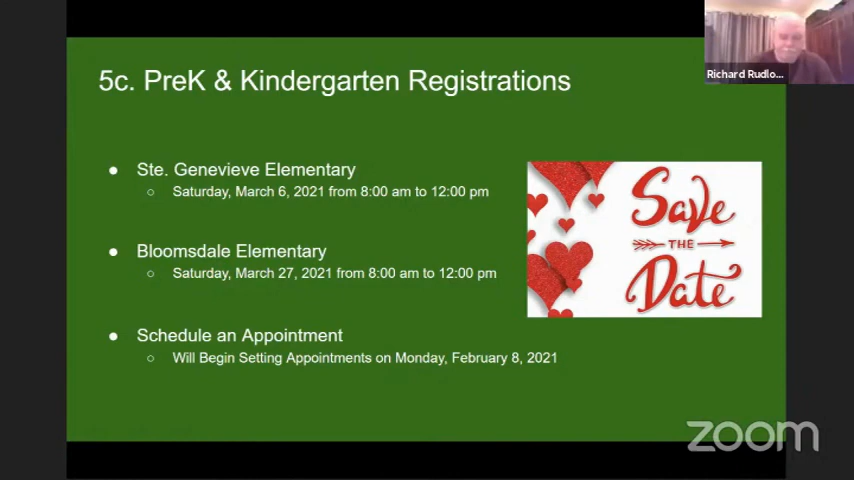 5c. PreK & Kindergarten Registrations
Richard Rudlo...
● Ste. Genevieve Elementary
○ Saturday, March 6, 2021 from 8:00 am to 12:00 pm
● Bloomsdale Elementary
○ Saturday, March 27, 2021 from 8:00 am to 12:00 pm
● Schedule an Appointment
○ Will Begin Setting Appointments on Monday, February 8, 2021
Save
THE
Date
zoom